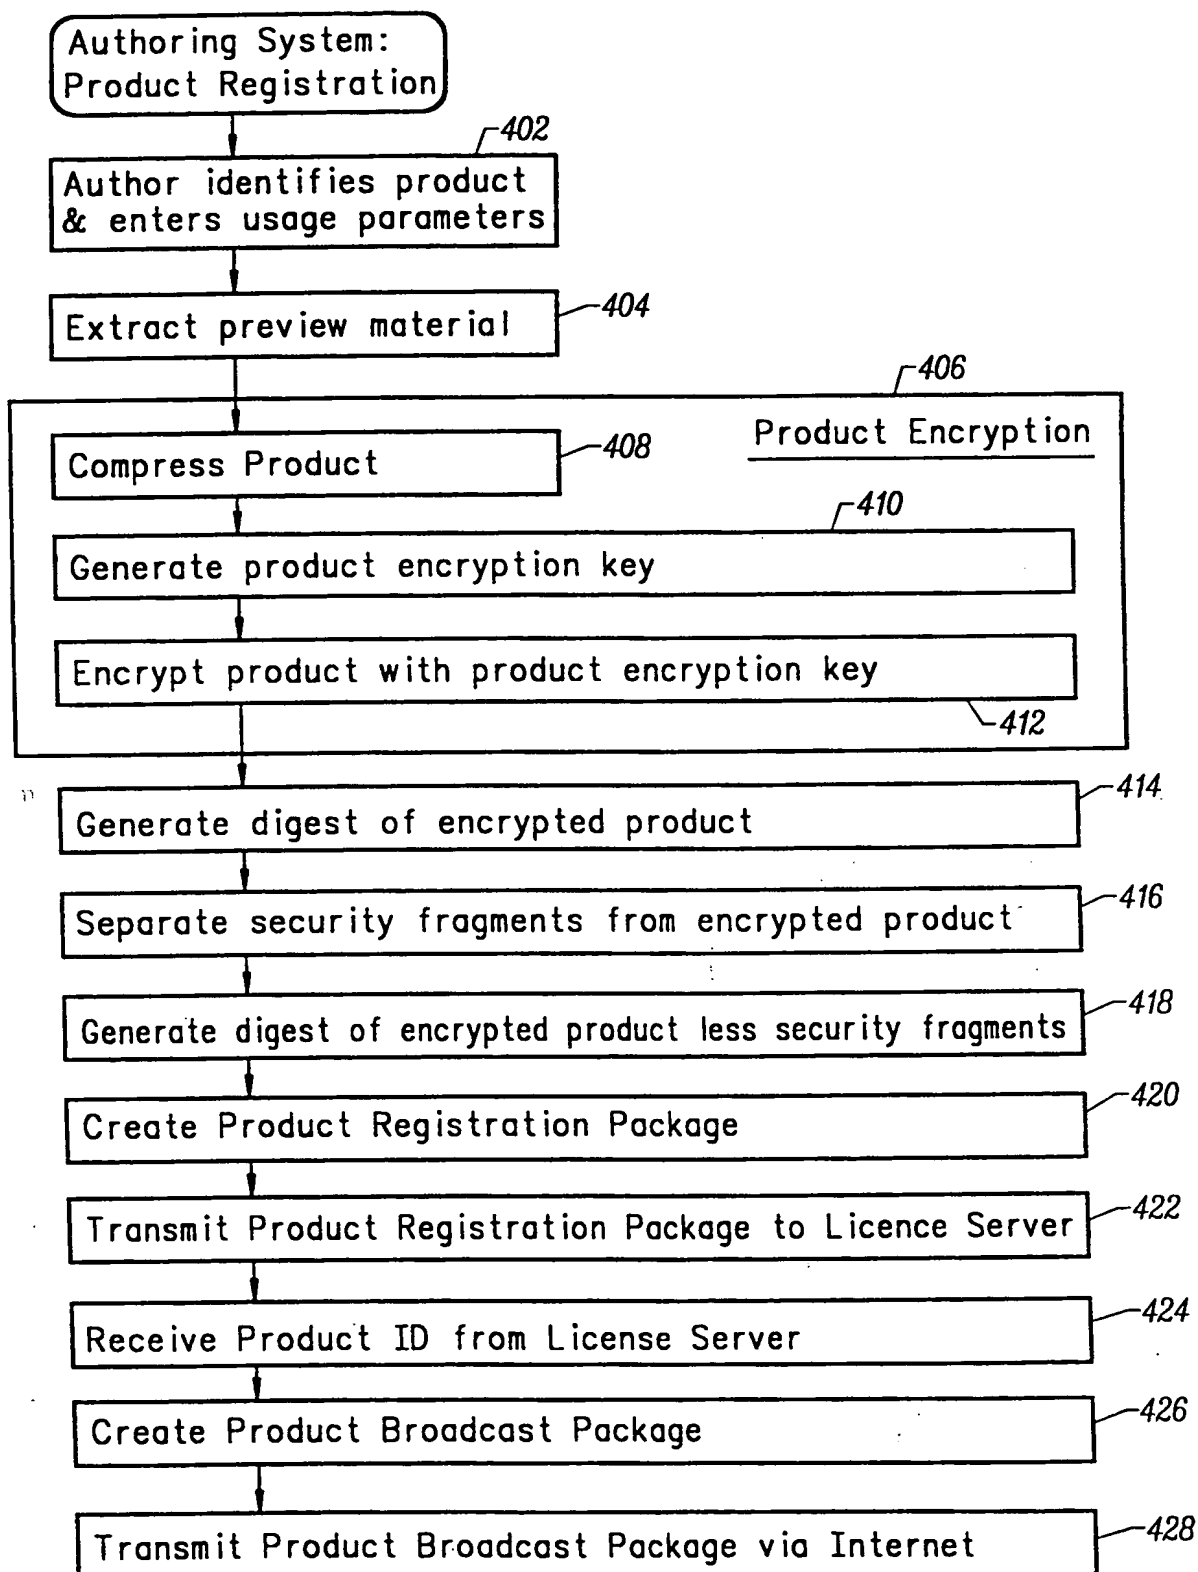 Authoring System:
Product Registration
402
Author identifies product
& enters usage parameters
404
Extract preview material
406
Product Encryption
408
Compress Product
410
Generate product encryption key
Encrypt product with product encryption key
412
414
Generate digest of encrypted product
416
Separate security fragments from encrypted product
418
Generate digest of encrypted product less security fragments
420
Create Product Registration Package
422
Transmit Product Registration Package to Licence Server
424
Receive Product ID from License Server
426
Create Product Broadcast Package
428
Transmit Product Broadcast Package via Internet